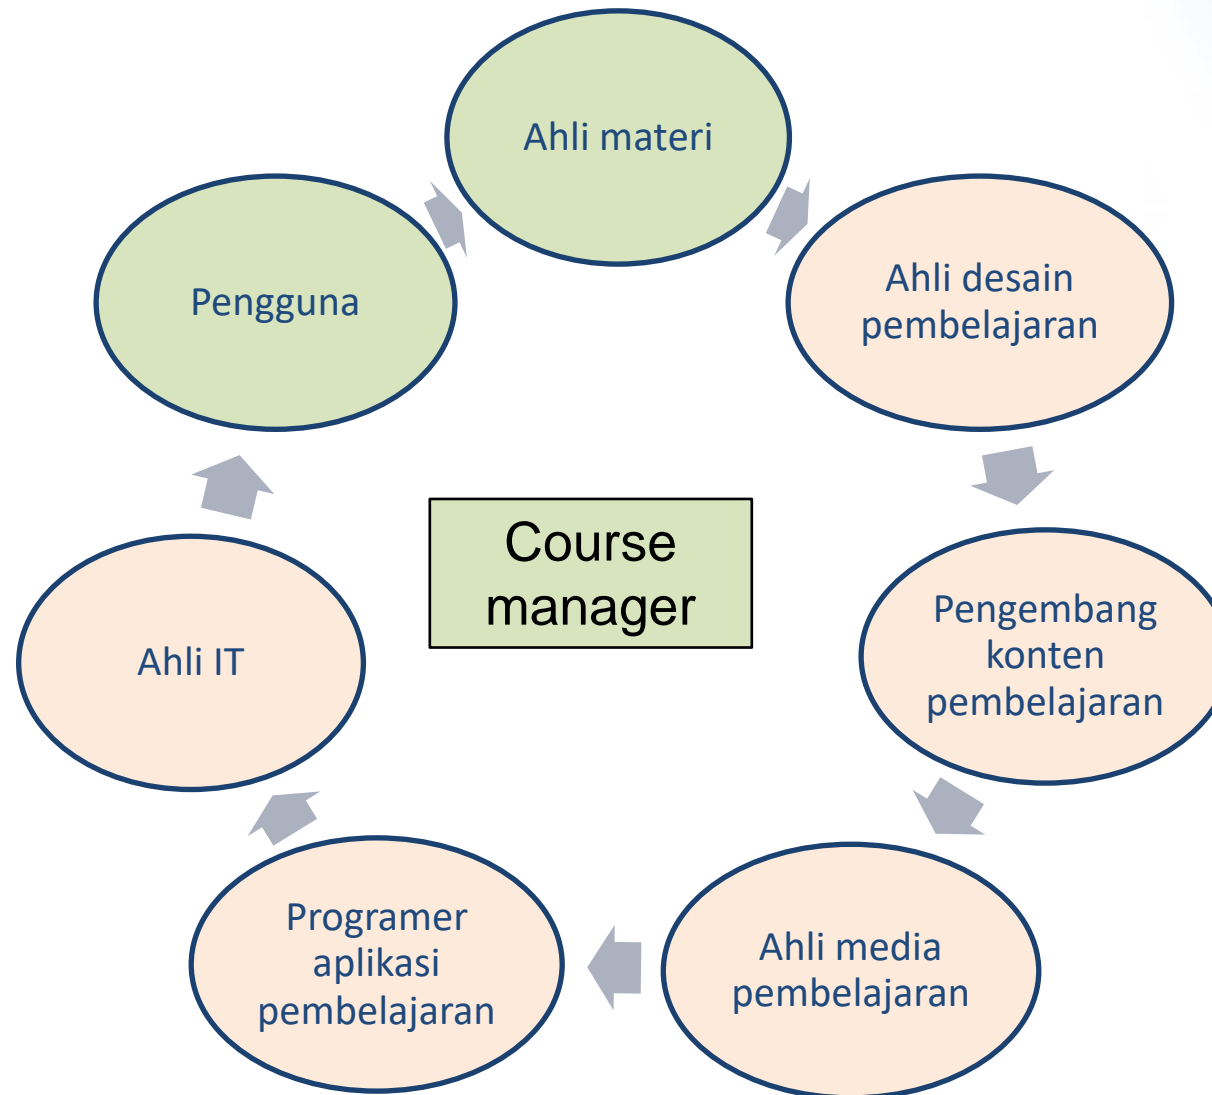 Ahli materi
Ahli desain
pembelajaran
Pengembang
konten
pembelajaran
Ahli media
pembelajaran
Programer
aplikasi
pembelajaran
Ahli IT
Pengguna
Course
manager